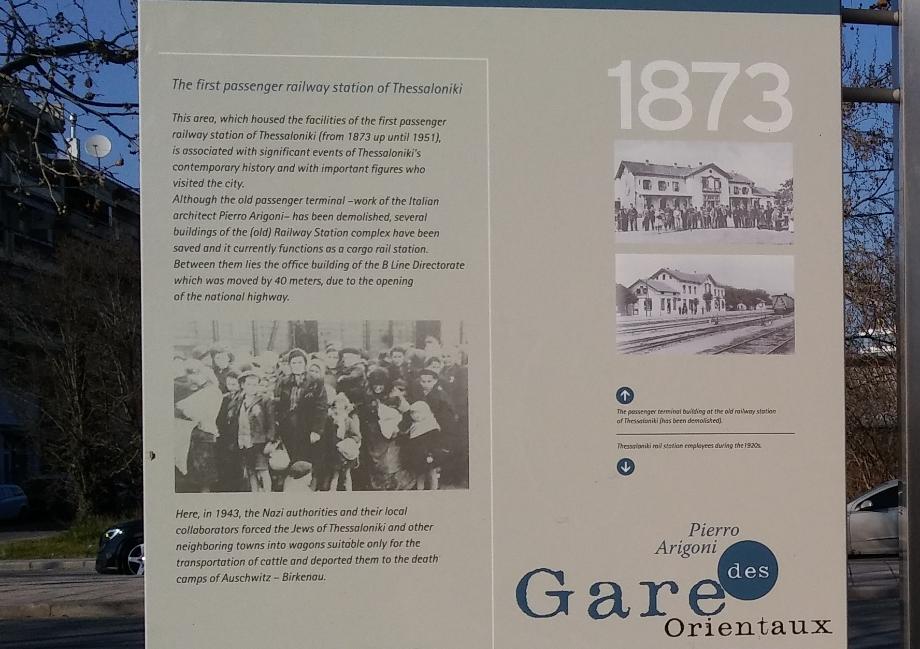 The first passenger railway station of Thessaloniki
This area, which housed the facilities of the first passenger
railway station of Thessaloniki (from 1873 up until 1951),
is associated with significant events of Thessaloniki's
contemporary history and with important figures who
visited the city.
Although the old passenger terminal –work of the Italian
architect Pierro Arigoni– has been demolished, several
buildings of the (old) Railway Station complex have been
saved and it currently functions as a cargo rail station.
Between them lies the office building of the B Line Directorate
which was moved by 40 meters, due to the opening
of the national highway.
Here, in 1943, the Nazi authorities and their local
collaborators forced the Jews of Thessaloniki and other
neighboring towns into wagons suitable only for the
transportation of cattle and deported them to the death
camps of Auschwitz – Birkenau.
1873
The passenger terminal building at the old railway station
of Thessaloniki (has been demolished).
Thessaloniki rail station employees during the 1920s.
Pierro
Arigoni
Gare des
Orientaux